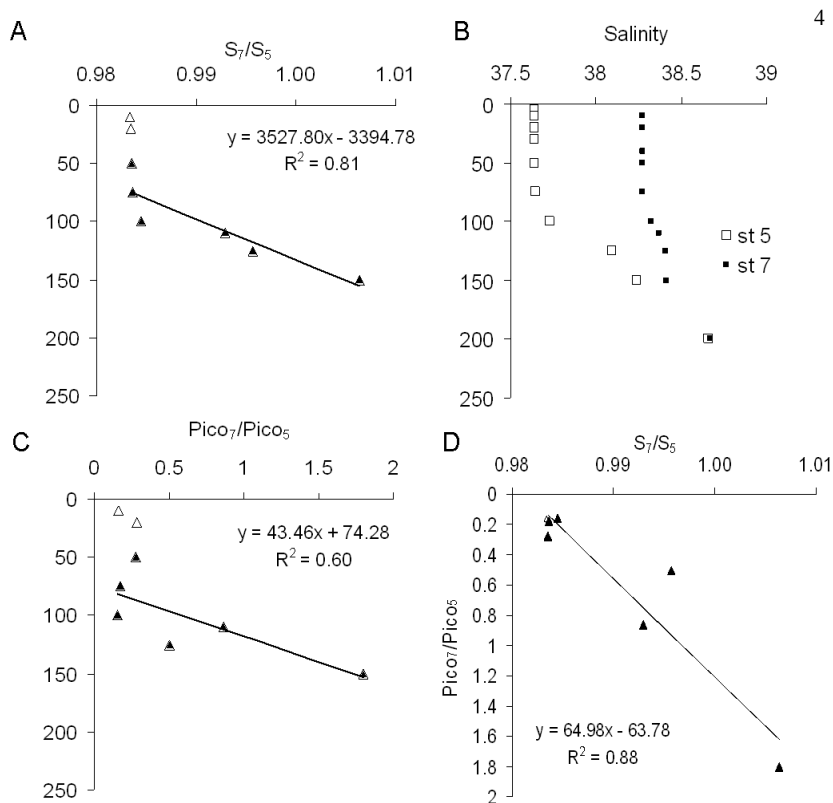 4
A
S7/S5
0.98 0.99 1.00 1.01
0
50
100
150
200
250
y = 3527.80x - 3394.78
R² = 0.81
B
Salinity
37.5 38 38.5 39
0
50
100
150
200
250
st 5
st 7
C
Pico7/Pico5
0 0.5 1 1.5 2
0
50
100
150
200
250
y = 43.46x + 74.28
R² = 0.60
D
S7/S5
0.98 0.99 1.00 1.01
Pico7/Pico5
0
0.2
0.4
0.6
0.8
1
1.2
1.4
1.6
1.8
2
y = 64.98x - 63.78
R² = 0.88